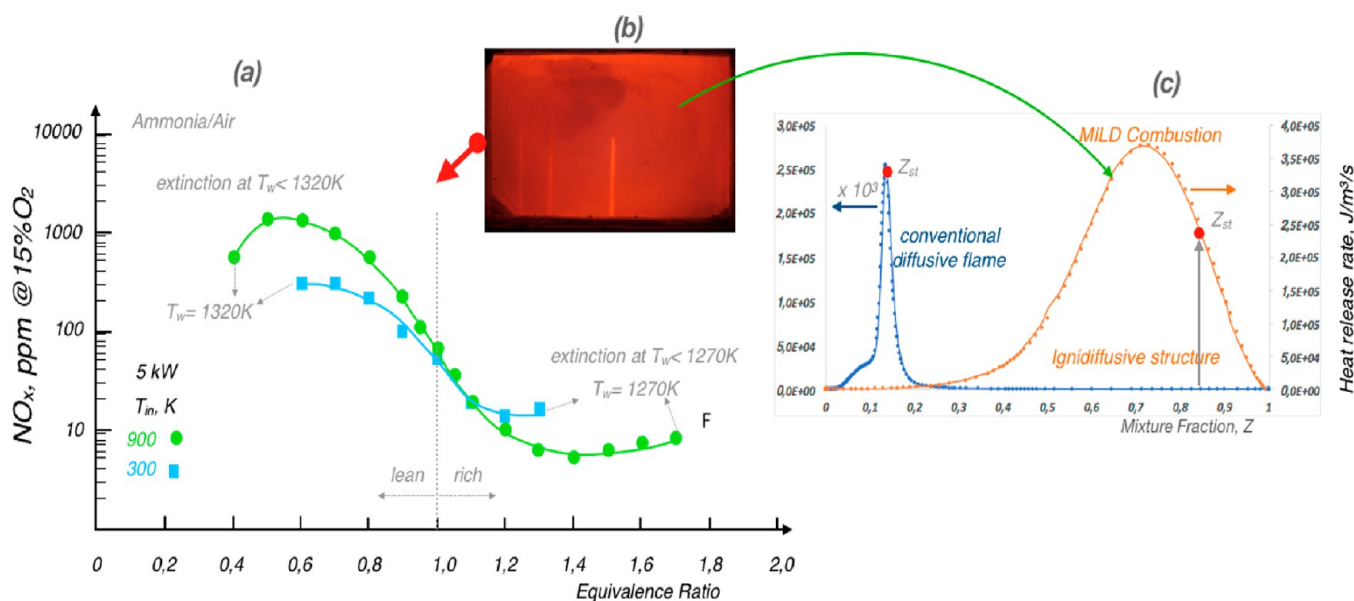 (a)
Ammonia/Air
extinction at Tw< 1320K
Tw= 1320K
10000
1000
100
10
NOx, ppm @15%O2
5 kW
Tin, K
900
300
lean
rich
extinction at Tw< 1270K
Tw= 1270K
F
0 0,2 0,4 0,6 0,8 1,0 1,2 1,4 1,6 1,8 2,0
Equivalence Ratio
(b)
(c)
3,0E+05
2,5E+05
2,0E+05
1,5E+05
1,0E+05
5,0E+04
0,0E+00
MILD Combustion
Zst
x 10³
conventional
diffusive flame
Zst
Ignidiffusive structure
4,0E+05
3,5E+05
3,0E+05
2,5E+05
2,0E+05
1,5E+05
1,0E+05
5,0E+04
0,0E+00
Heat release rate. J/m³/s
0 0,1 0,2 0,3 0,4 0,5 0,6 0,7 0,8 0,9 1
Mixture Fraction, Z